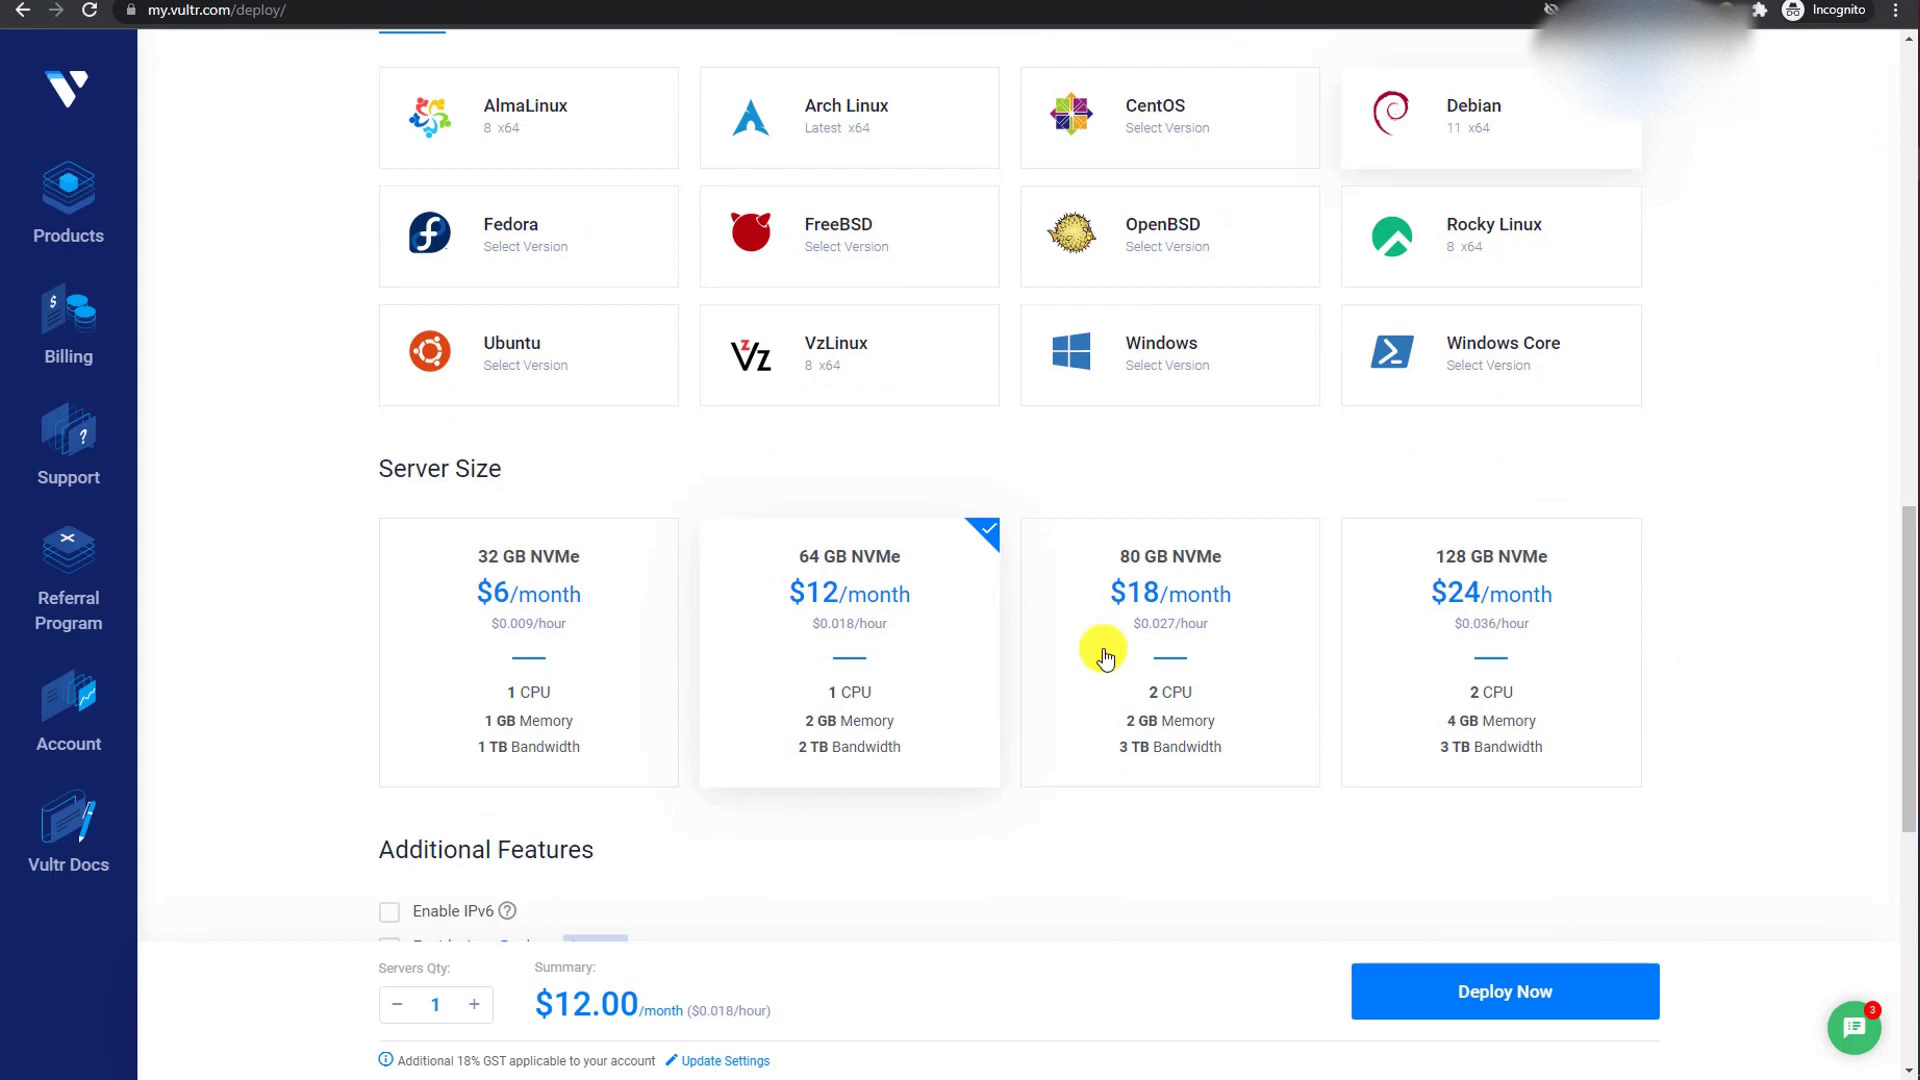 my.vultr.com/deploy/
Incognito
Products
Billing
Support
Referral
Program
Account
Vultr Docs
AlmaLinux
8 x64
Arch Linux
Latest x64
CentOS
Select Version
Debian
11 x64
Fedora
Select Version
FreeBSD
Select Version
OpenBSD
Select Version
Rocky Linux
8 x64
Ubuntu
Select Version
VzLinux
8 x64
Windows
Select Version
Windows Core
Select Version
Server Size
32 GB NVMe
$6/month
$0.009/hour
1 CPU
1 GB Memory
1 TB Bandwidth
64 GB NVMe
$12/month
$0.018/hour
1 CPU
2 GB Memory
2 TB Bandwidth
80 GB NVMe
$18/month
$0.027/hour
2 CPU
2 GB Memory
3 TB Bandwidth
128 GB NVMe
$24/month
$0.036/hour
2 CPU
4 GB Memory
3 TB Bandwidth
Additional Features
Enable IPv6 ?
Servers Qty:
− 1 +
Summary:
$12.00/month ($0.018/hour)
Deploy Now
3
Additional 18% GST applicable to your account Update Settings